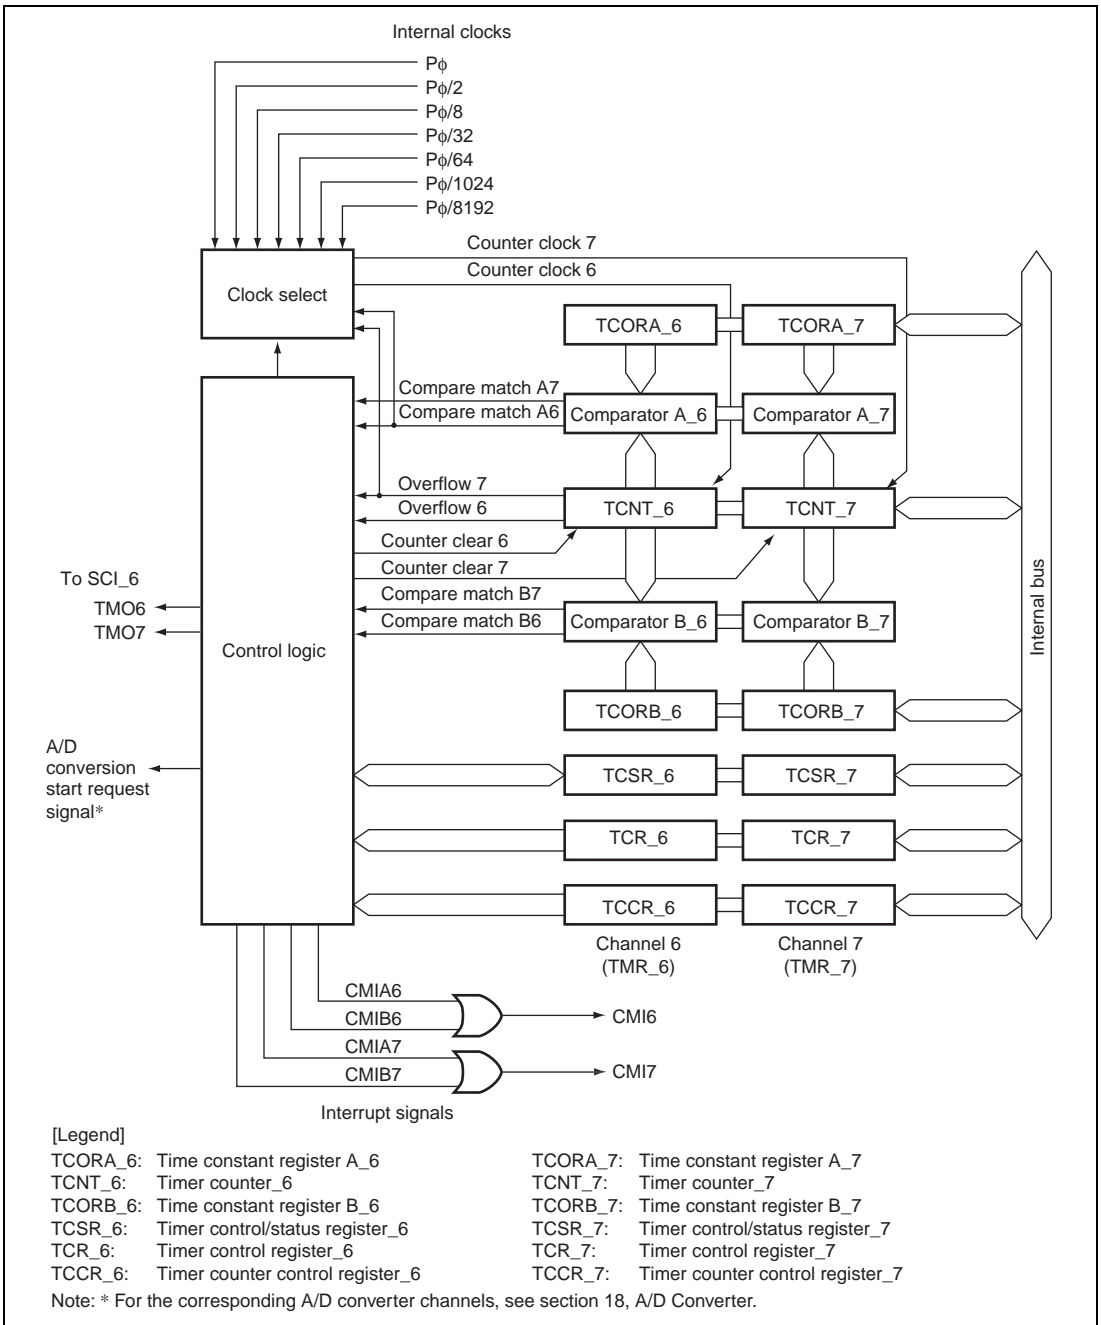 Internal clocks
Pϕ
Pϕ/2
Pϕ/8
Pϕ/32
Pϕ/64
Pϕ/1024
Pϕ/8192
Counter clock 7
Counter clock 6
Clock select
TCORA_6
TCORA_7
Compare match A7
Compare match A6
Comparator A_6
Comparator A_7
Overflow 7
Overflow 6
TCNT_6
TCNT_7
Counter clear 6
Counter clear 7
To SCI_6
TMO6
TMO7
Compare match B7
Compare match B6
Comparator B_6
Comparator B_7
Control logic
Internal bus
TCORB_6
TCORB_7
A/D
conversion
start request
signal*
TCSR_6
TCSR_7
TCR_6
TCR_7
TCCR_6
TCCR_7
Channel 6
(TMR_6)
Channel 7
(TMR_7)
CMIA6
CMIB6
CMI6
CMIA7
CMIB7
CMI7
Interrupt signals
[Legend]
TCORA_6: Time constant register A_6 TCORA_7: Time constant register A_7
TCNT_6: Timer counter_6 TCNT_7: Timer counter_7
TCORB_6: Time constant register B_6 TCORB_7: Time constant register B_7
TCSR_6: Timer control/status register_6 TCSR_7: Timer control/status register_7
TCR_6: Timer control register_6 TCR_7: Timer control register_7
TCCR_6: Timer counter control register_6 TCCR_7: Timer counter control register_7
Note: * For the corresponding A/D converter channels, see section 18, A/D Converter.